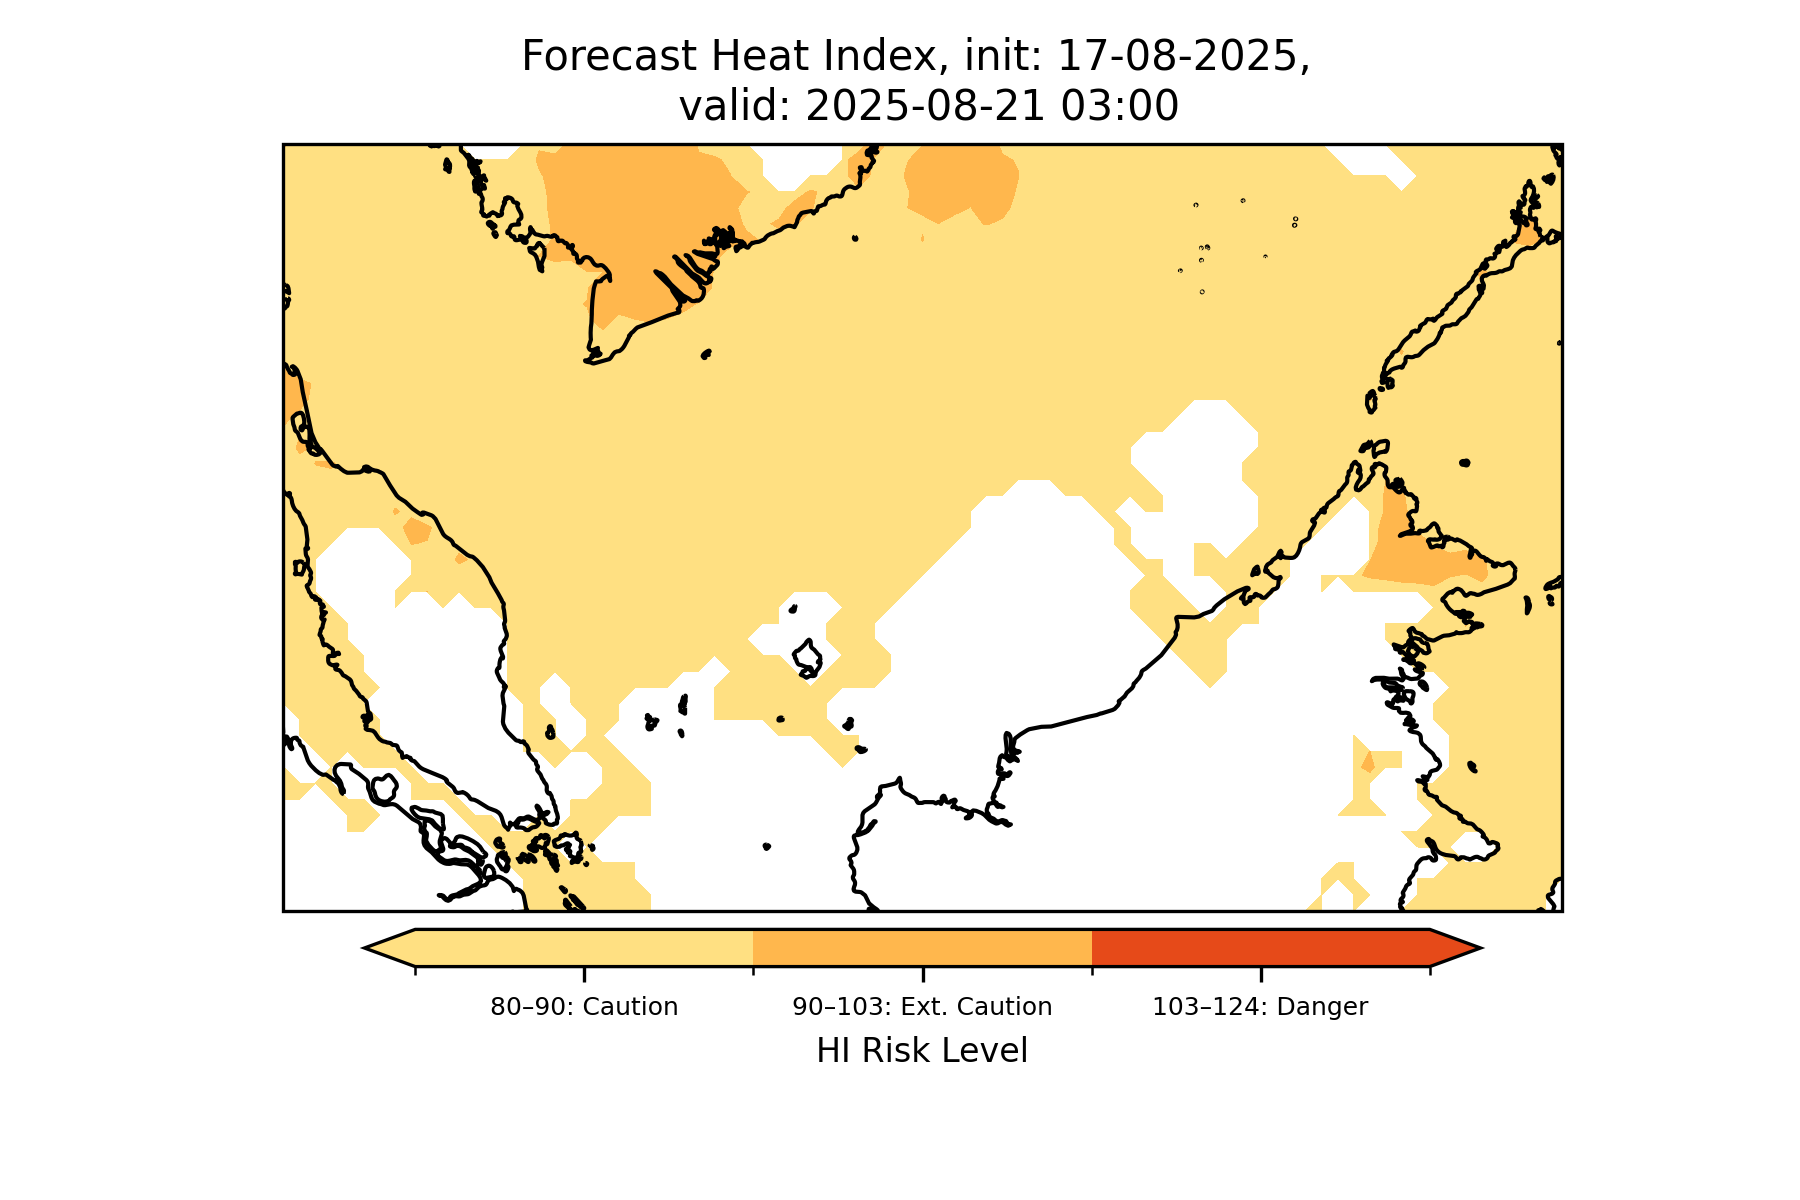 Forecast Heat Index, init: 17-08-2025,
valid: 2025-08-21 03:00
80–90: Caution
90–103: Ext. Caution
103–124: Danger
HI Risk Level